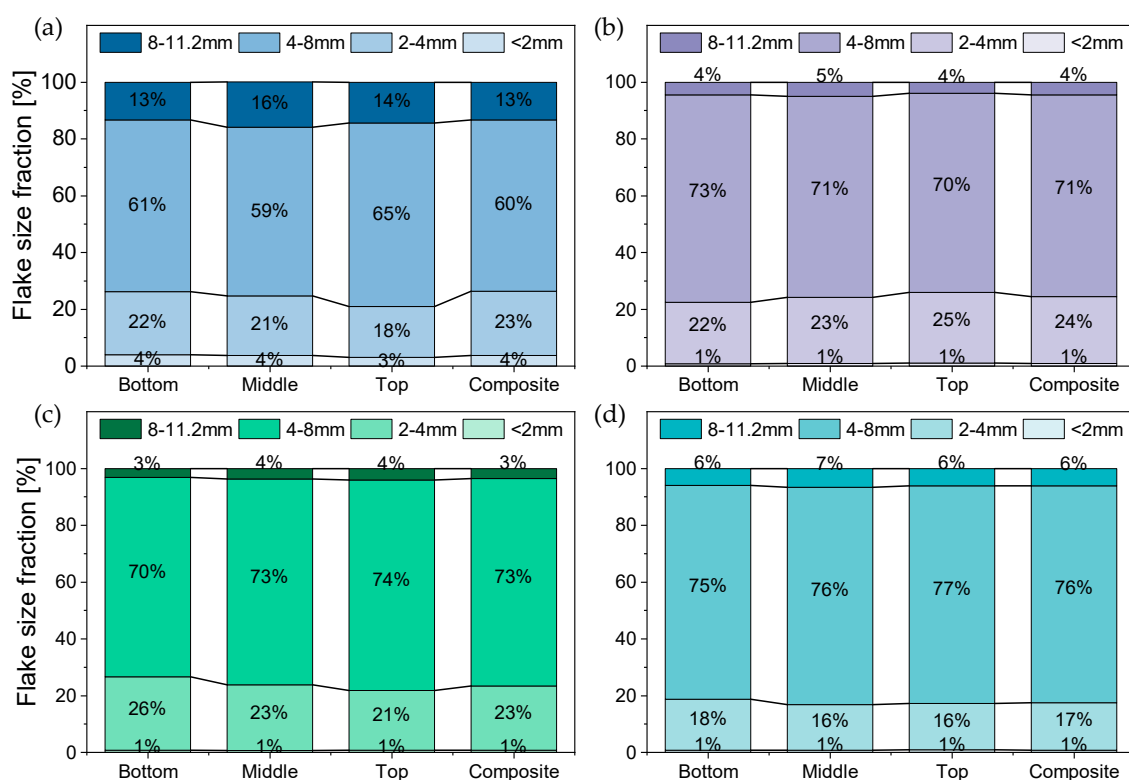 (a)
8-11.2mm 4-8mm 2-4mm <2mm
Flake size fraction [%]
100
80
60
40
20
0
13% 16% 14% 13%
61% 59% 65% 60%
22% 21% 18% 23%
4% 4% 3% 4%
Bottom Middle Top Composite
(b)
8-11.2mm 4-8mm 2-4mm <2mm
100
80
60
40
20
0
4% 5% 4% 4%
73% 71% 70% 71%
22% 23% 25% 24%
1% 1% 1% 1%
Bottom Middle Top Composite
(c)
8-11.2mm 4-8mm 2-4mm <2mm
Flake size fraction [%]
100
80
60
40
20
0
3% 4% 4% 3%
70% 73% 74% 73%
26% 23% 21% 23%
1% 1% 1% 1%
Bottom Middle Top Composite
(d)
8-11.2mm 4-8mm 2-4mm <2mm
100
80
60
40
20
0
6% 7% 6% 6%
75% 76% 77% 76%
18% 16% 16% 17%
1% 1% 1% 1%
Bottom Middle Top Composite